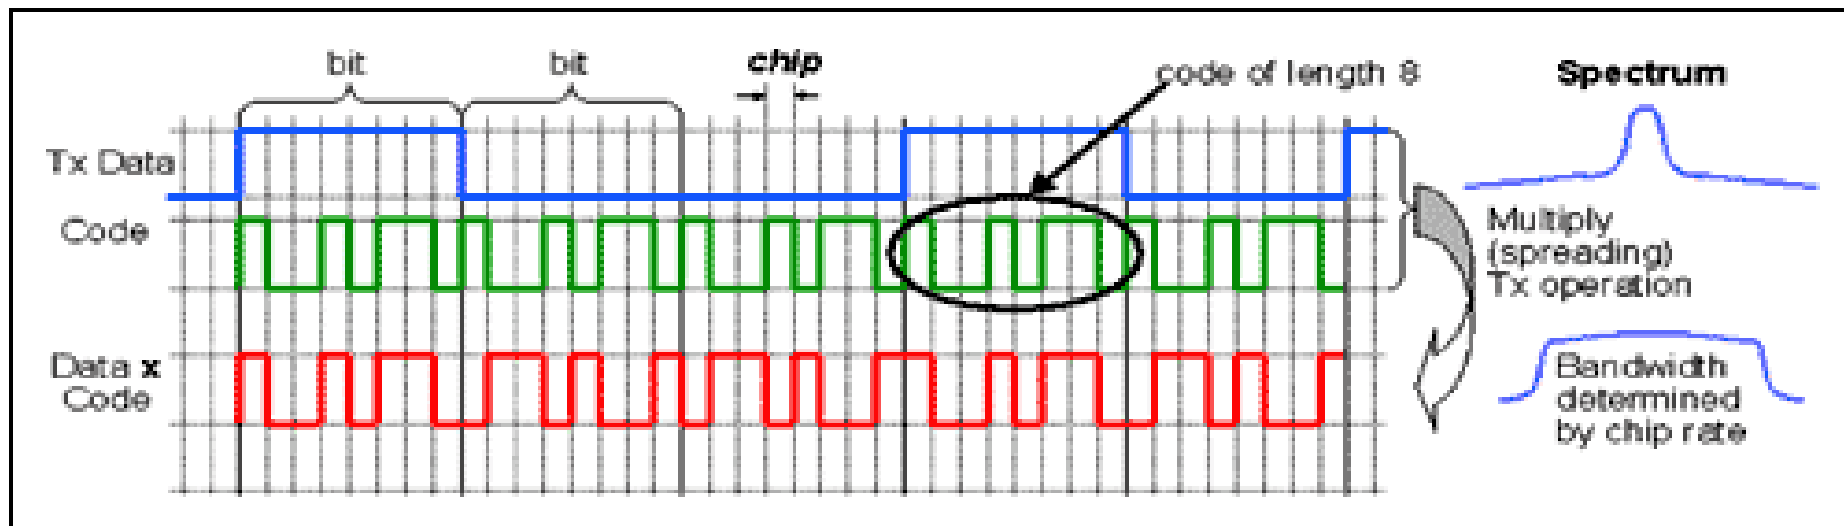 bit
bit
chip
code of length 8
Spectrum
Tx Data
Code
Multiply
(spreading)
Tx operation
Data x
Code
Bandwidth
determined
by chip rate